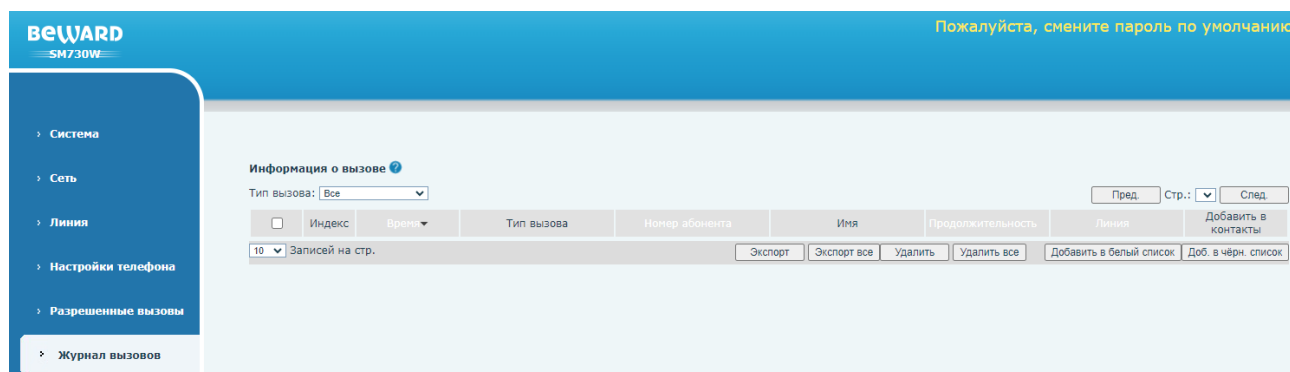 BEWARD
SM730W
Пожалуйста, смените пароль по умолчанию
Система
Сеть
Линия
Настройки телефона
Разрешенные вызовы
Журнал вызовов
Информация о вызове ?
Тип вызова: Все
Пред. Стр.: След.
Индекс Время Тип вызова Номер абонента Имя Продолжительность Линия Добавить в контакты
10 Записей на стр.
Экспорт Экспорт все Удалить Удалить все Добавить в белый список Доб. в чёрн. список